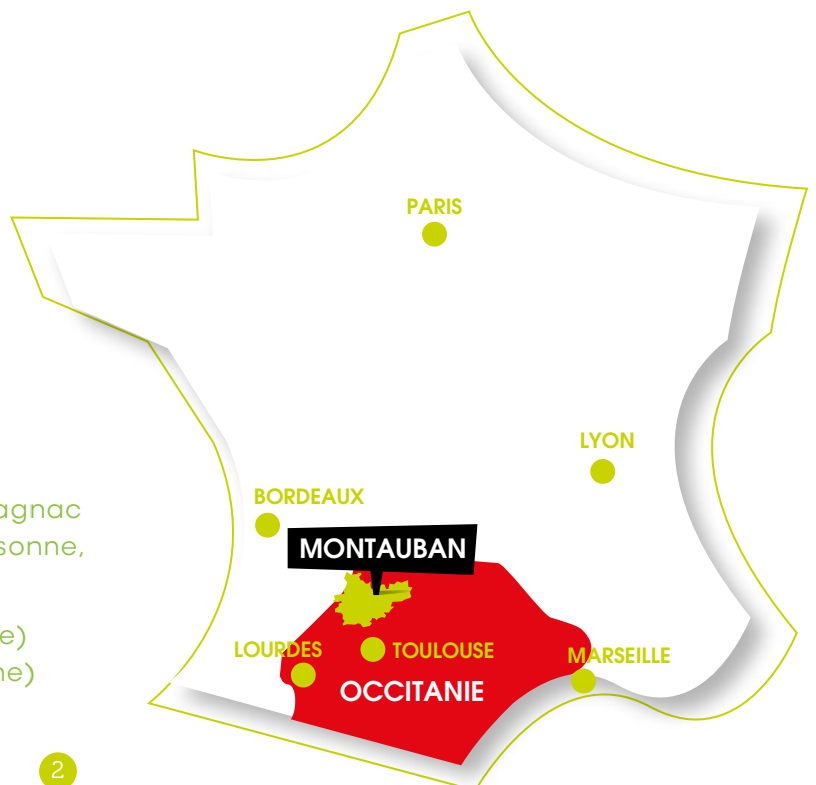 PARIS
LYON
BORDEAUX
MONTAUBAN
LOURDES
TOULOUSE
MARSEILLE
OCCITANIE
agnac
sonne,
e)
ne)
2